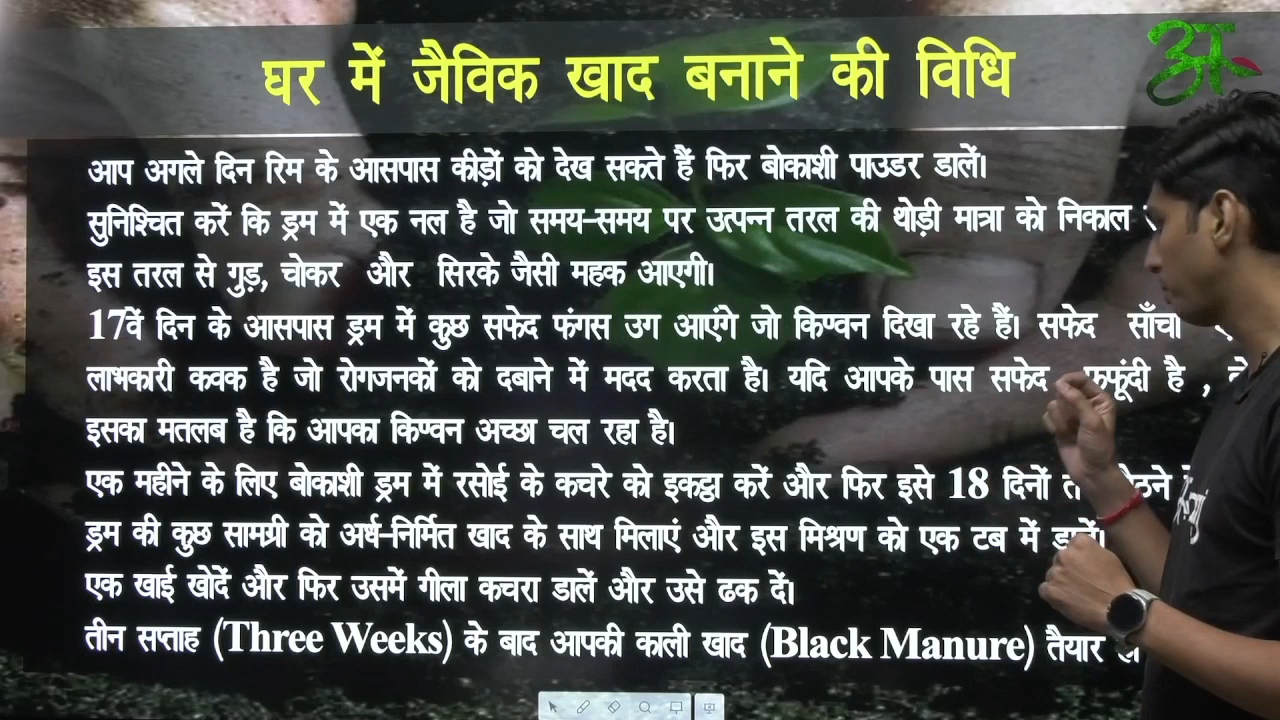 घर में जैविक खाद बनाने की विधि
अ
आप अगले दिन रिम के आसपास कीड़ों को देख सकते हैं फिर बोकाशी पाउडर डालें।
सुनिश्चित करें कि ड्रम में एक नल है जो समय-समय पर उत्पन्न तरल की थोड़ी मात्रा को निकाल
इस तरल से गुड़, चोकर और सिरके जैसी महक आएगी।
17वें दिन के आसपास ड्रम में कुछ सफेद फंगस उग आएंगे जो किण्वन दिखा रहे हैं। सफेद साँचा
लाभकारी कवक है जो रोगजनकों को दबाने में मदद करता है। यदि आपके पास सफेद फफूंदी है ,
इसका मतलब है कि आपका किण्वन अच्छा चल रहा है।
एक महीने के लिए बोकाशी ड्रम में रसोई के कचरे को इकट्ठा करें और फिर इसे 18 दिनों
ड्रम की कुछ सामग्री को अर्ध-निर्मित खाद के साथ मिलाएं और इस मिश्रण को एक टब में डालें।
एक खाई खोदें और फिर उसमें गीला कचरा डालें और उसे ढक दें।
तीन सप्ताह (Three Weeks) के बाद आपकी काली खाद (Black Manure) तैयार